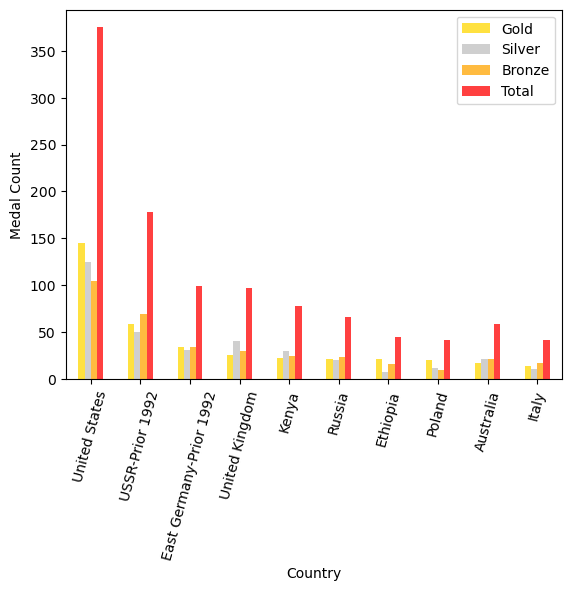 Gold
Silver
Bronze
Total
Medal Count
350
300
250
200
150
100
50
0
United States
USSR-Prior 1992
East Germany-Prior 1992
United Kingdom
Kenya
Russia
Ethiopia
Poland
Australia
Italy
Country